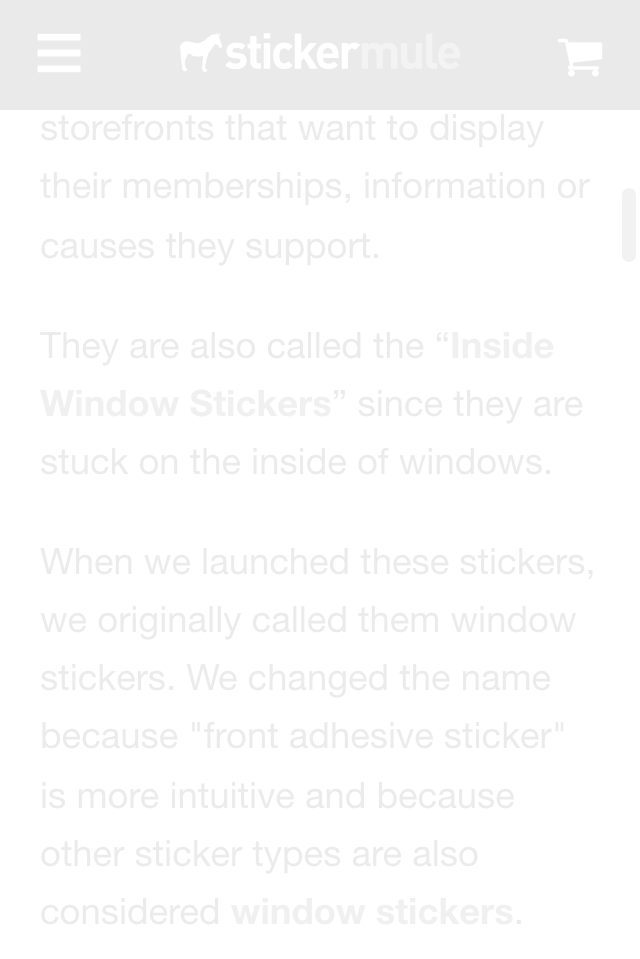 stickermule
storefronts that want to display
their memberships, information or
causes they support.
They are also called the “Inside
Window Stickers” since they are
stuck on the inside of windows.
When we launched these stickers,
we originally called them window
stickers. We changed the name
because "front adhesive sticker"
is more intuitive and because
other sticker types are also
considered window stickers.